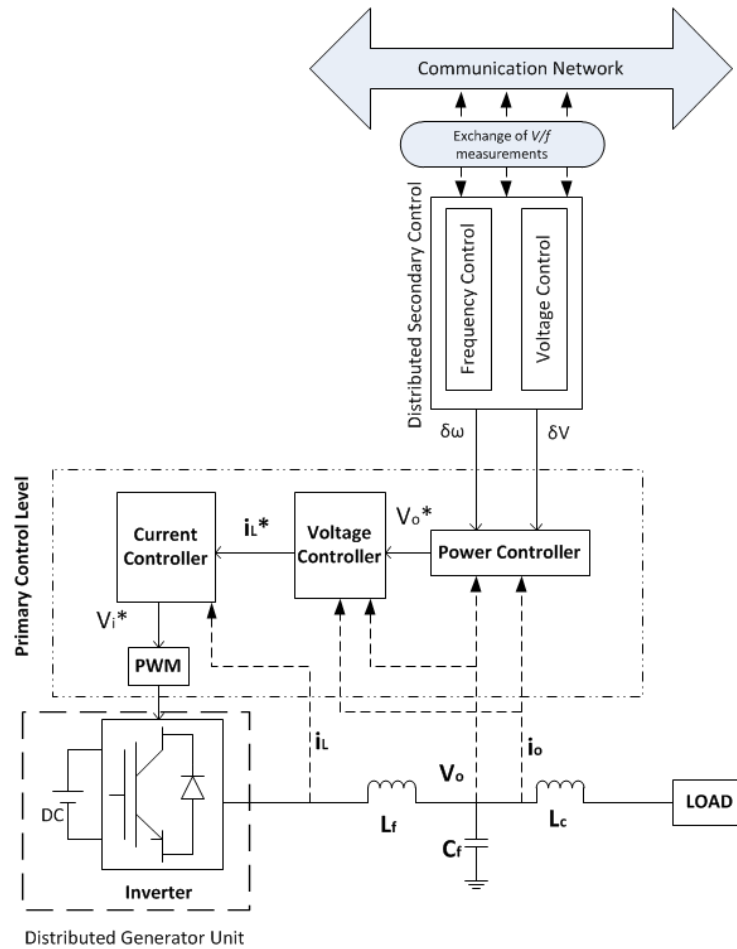 Communication Network
Exchange of V/f
measurements
Distributed Secondary Control
Frequency Control
Voltage Control
δω
δV
Primary Control Level
Current
Controller
iL*
Voltage
Controller
Vo*
Power Controller
Vi*
PWM
iL
io
Vo
DC
Lf
Lc
LOAD
Cf
Inverter
Distributed Generator Unit